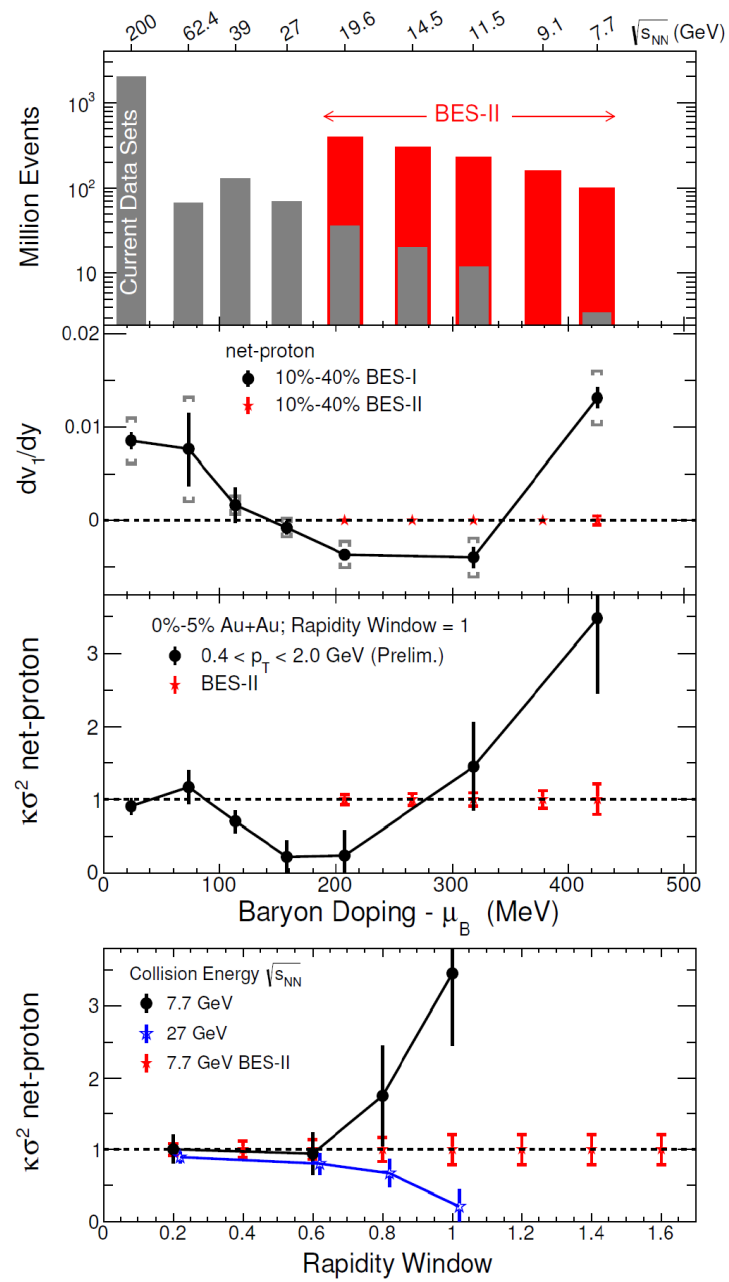 200 62.4 39 27 19.6 14.5 11.5 9.1 7.7 √sNN (GeV)
Million Events
10³
10²
10
Current Data Sets
BES-II
dv₁/dy
0.02
0.01
0
net-proton
10%-40% BES-I
10%-40% BES-II
κσ² net-proton
3
2
1
0
0%-5% Au+Au; Rapidity Window = 1
0.4 < pT < 2.0 GeV (Prelim.)
BES-II
0 100 200 300 400 500
Baryon Doping - μB (MeV)
κσ² net-proton
3
2
1
0
Collision Energy √sNN
7.7 GeV
27 GeV
7.7 GeV BES-II
0 0.2 0.4 0.6 0.8 1 1.2 1.4 1.6
Rapidity Window